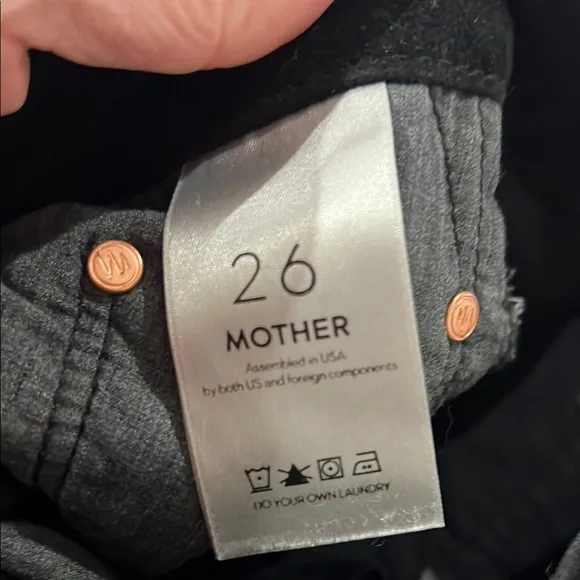 26
MOTHER
Assembled in USA
by both US and foreign components
DO YOUR OWN LAUNDRY